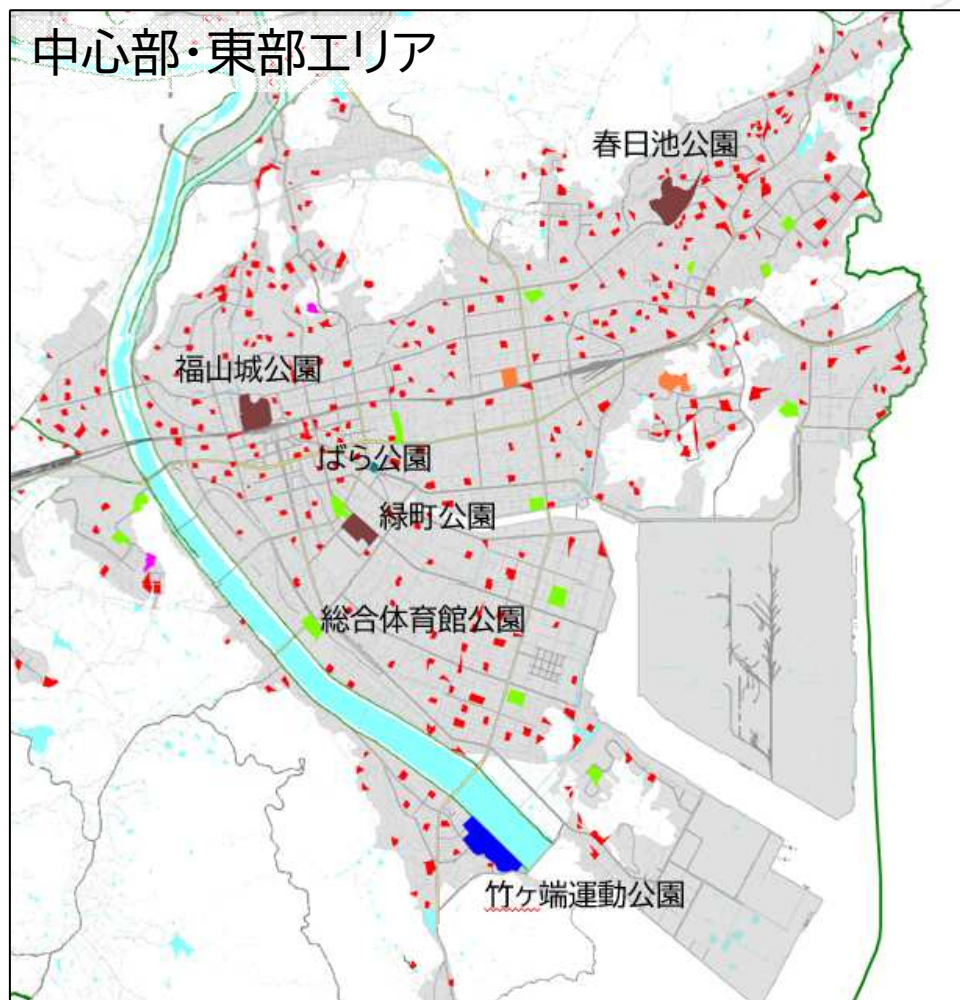 中心部・東部エリア
春日池公園
福山城公園
ばら公園
緑町公園
総合体育館公園
竹ヶ端運動公園